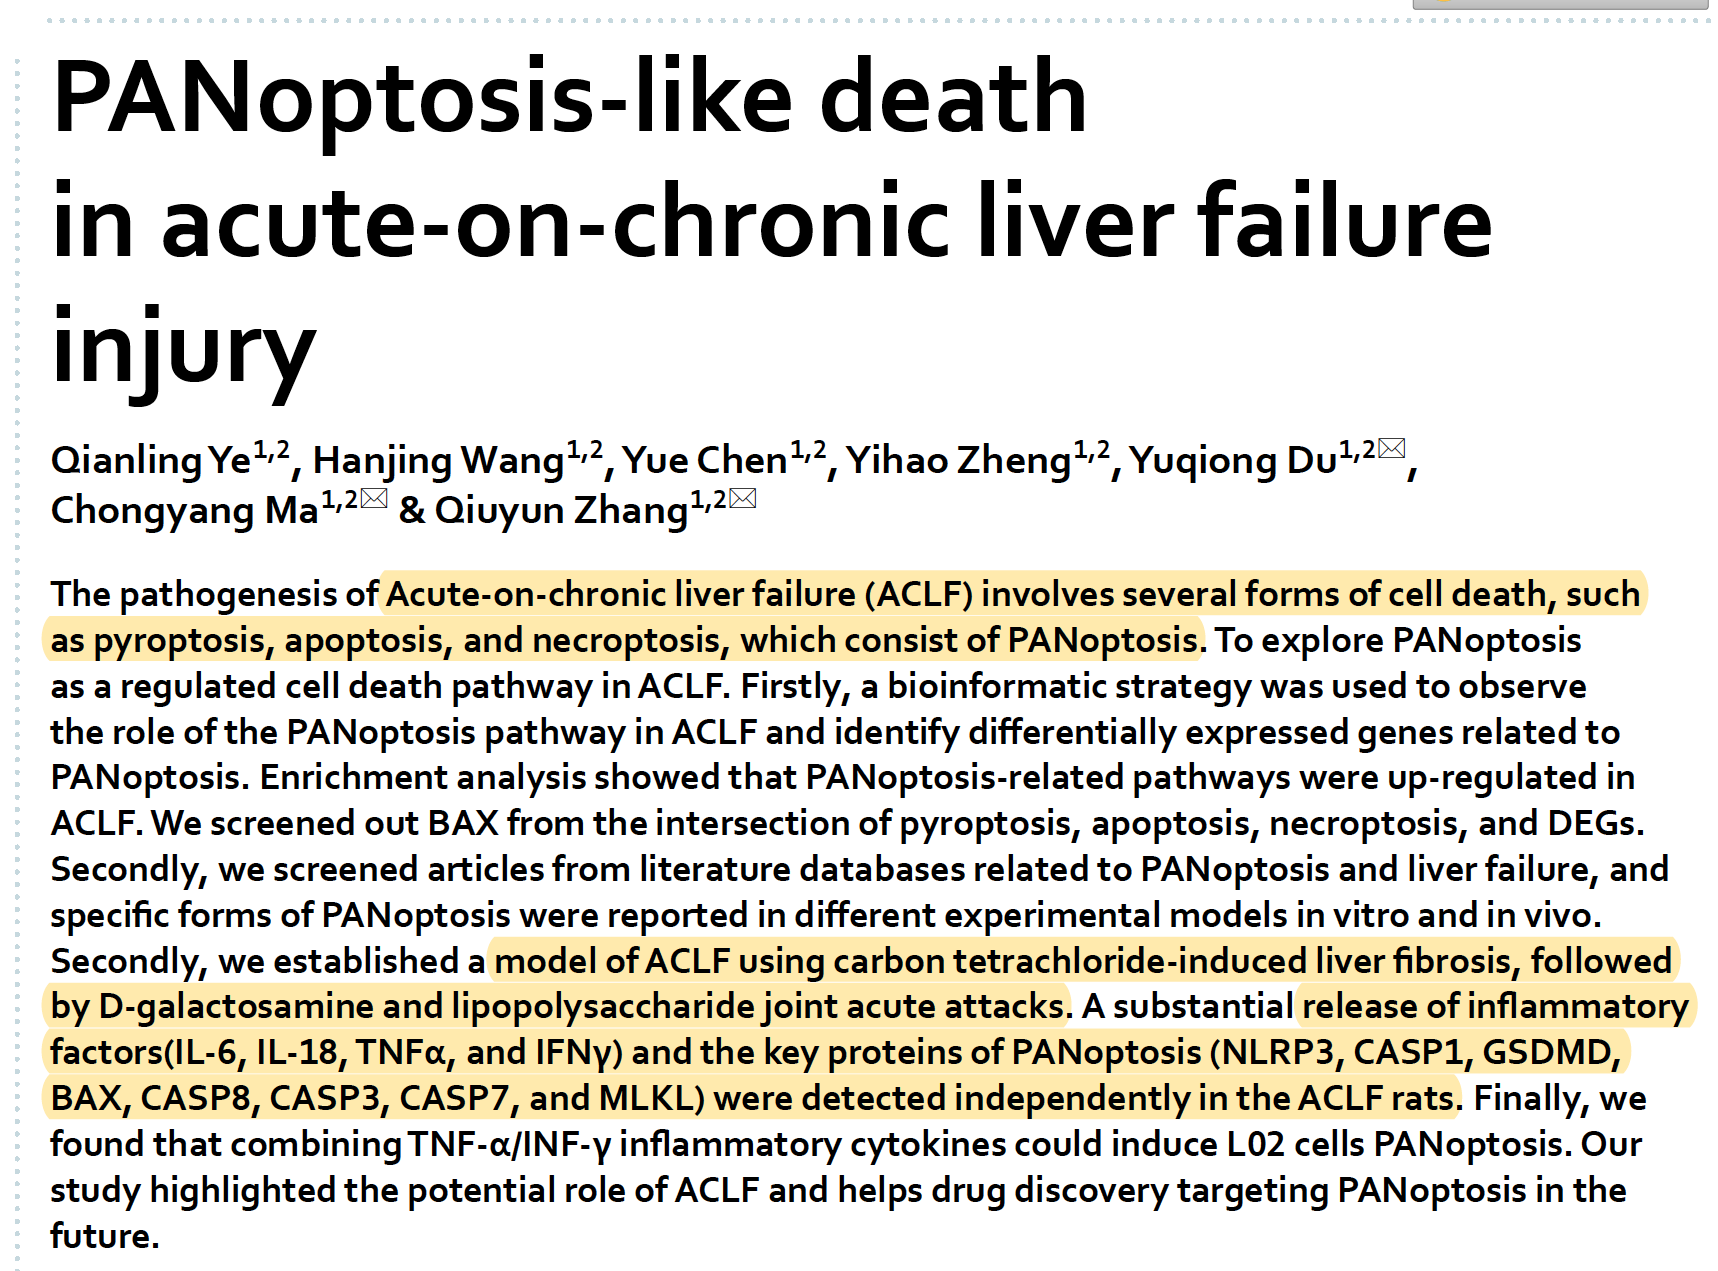 PANoptosis-like death
in acute-on-chronic liver failure
injury
Qianling Ye1,2, Hanjing Wang1,2, Yue Chen1,2, Yihao Zheng1,2, Yuqiong Du1,2✉,
Chongyang Ma1,2✉ & Qiuyun Zhang1,2✉
The pathogenesis of Acute-on-chronic liver failure (ACLF) involves several forms of cell death, such
as pyroptosis, apoptosis, and necroptosis, which consist of PANoptosis. To explore PANoptosis
as a regulated cell death pathway in ACLF. Firstly, a bioinformatic strategy was used to observe
the role of the PANoptosis pathway in ACLF and identify differentially expressed genes related to
PANoptosis. Enrichment analysis showed that PANoptosis-related pathways were up-regulated in
ACLF. We screened out BAX from the intersection of pyroptosis, apoptosis, necroptosis, and DEGs.
Secondly, we screened articles from literature databases related to PANoptosis and liver failure, and
specific forms of PANoptosis were reported in different experimental models in vitro and in vivo.
Secondly, we established a model of ACLF using carbon tetrachloride-induced liver fibrosis, followed
by D-galactosamine and lipopolysaccharide joint acute attacks. A substantial release of inflammatory
factors(IL-6, IL-18, TNFα, and IFNγ) and the key proteins of PANoptosis (NLRP3, CASP1, GSDMD,
BAX, CASP8, CASP3, CASP7, and MLKL) were detected independently in the ACLF rats. Finally, we
found that combining TNF-α/INF-γ inflammatory cytokines could induce L02 cells PANoptosis. Our
study highlighted the potential role of ACLF and helps drug discovery targeting PANoptosis in the
future.